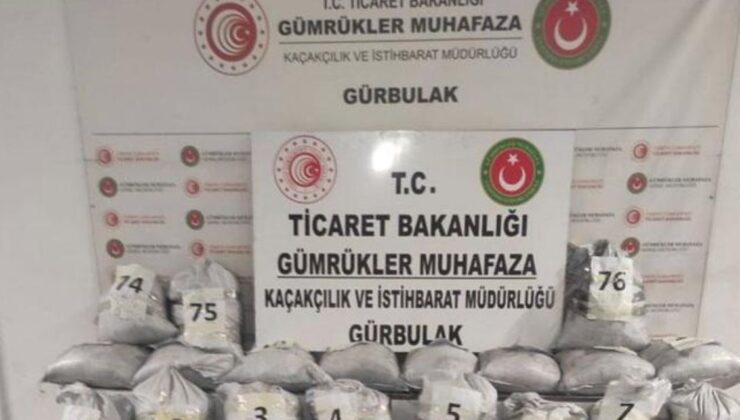 T.C. TİCARET BAKANLIĞI
GÜMRÜKLER MUHAFAZA
KAÇAKÇILIK VE İSTİHBARAT MÜDÜRLÜĞÜ
GÜRBULAK
T.C.
TİCARET BAKANLIĞI
GÜMRÜKLER MUHAFAZA
KAÇAKÇILIK VE İSTİHBARAT MÜDÜRLÜĞÜ
GÜRBULAK
74
75
76
3
4
5
7